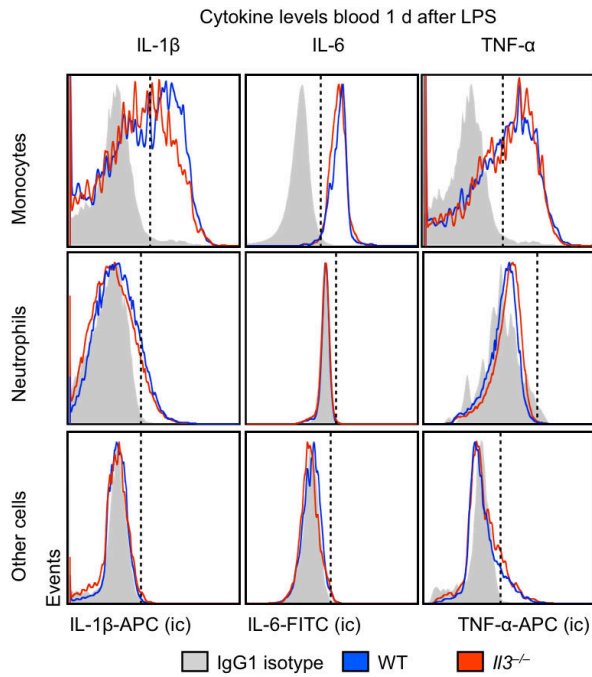 Cytokine levels blood 1 d after LPS
IL-1β IL-6 TNF-α
Monocytes
Neutrophils
Other cells
Events
IL-1β-APC (ic) IL-6-FITC (ic) TNF-α-APC (ic)
IgG1 isotype WT Il3–/–